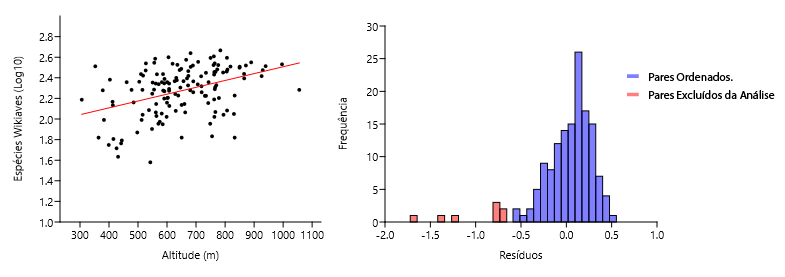 Espécies Wikiaves (Log10)
2.8
2.6
2.4
2.2
2.0
1.8
1.6
1.4
1.2
1.0
300 400 500 600 700 800 900 1000 1100
Altitude (m)
Frequência
30
25
20
15
10
5
0
-2.0 -1.5 -1.0 -0.5 0.0 0.5 1.0
Resíduos
Pares Ordenados.
Pares Excluídos da Análise